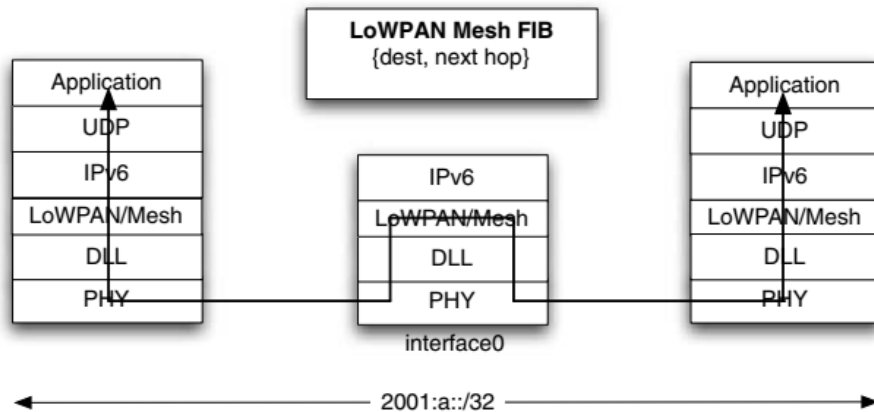 LoWPAN Mesh FIB
{dest, next hop}
Application
UDP
IPv6
LoWPAN/Mesh
DLL
PHY
IPv6
LoWPAN/Mesh
DLL
PHY
interface0
Application
UDP
IPv6
LoWPAN/Mesh
DLL
PHY
2001:a::/32